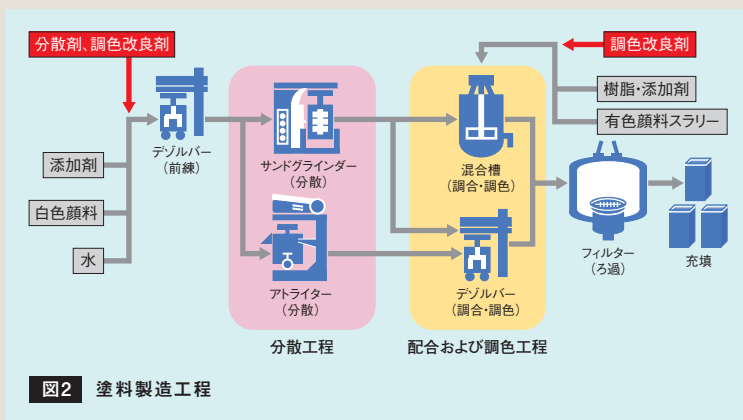 分散剤、調色改良剤
調色改良剤
樹脂・添加剤
有色顔料スラリー
デゾルバー
(前練)
添加剤
白色顔料
水
サンドグラインダー
(分散)
アトライター
(分散)
分散工程
混合槽
(調合・調色)
デゾルバー
(調合・調色)
配合および調色工程
フィルター
(ろ過)
充填
図2 塗料製造工程